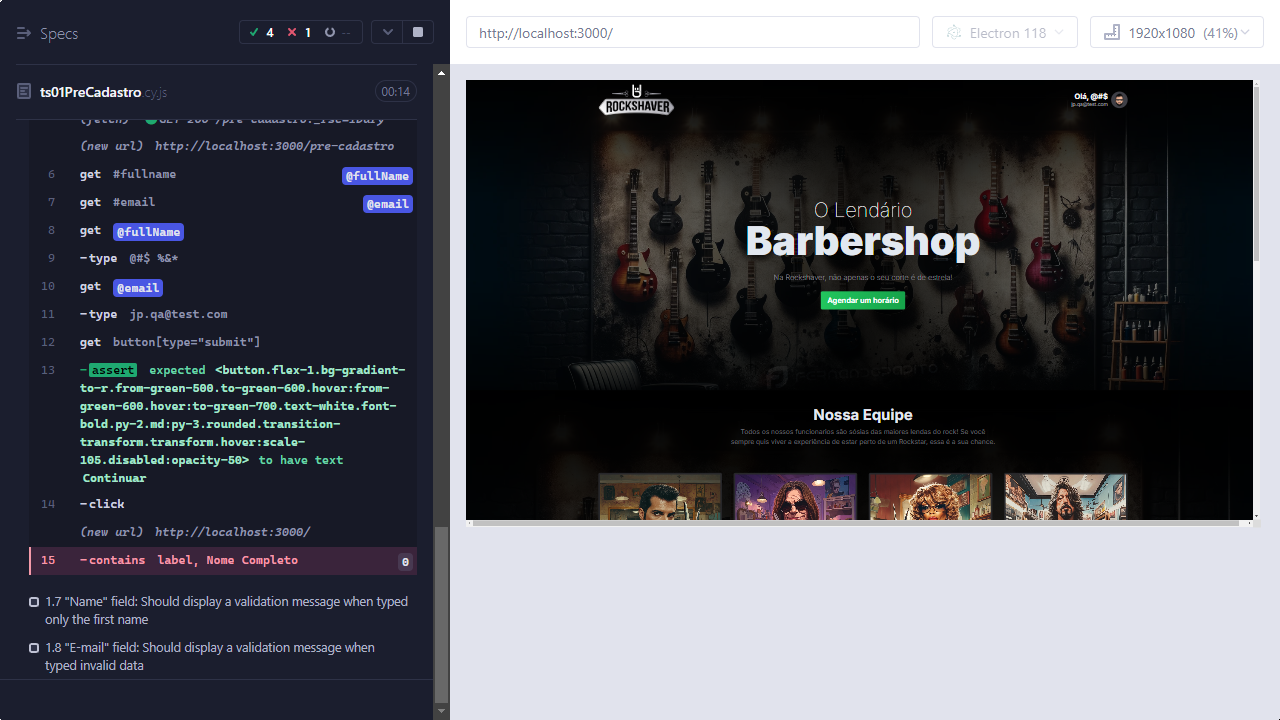 Specs
4
1
--
http://localhost:3000/
Electron 118
1920x1080 (41%)
ts01PreCadastro.cy.js
00:14
(new url) http://localhost:3000/pre-cadastro
6 get #fullname @fullName
7 get #email @email
8 get @fullName
9 -type @#$ %&*
10 get @email
11 -type jp.qa@test.com
12 get button[type="submit"]
13 -assert expected <button.flex-1.bg-gradient-
to-r.from-green-500.to-green-600.hover:from-
green-600.hover:to-green-700.text-white.font-
bold.py-2.md:py-3.rounded.transition-
transform.transform.hover:scale-
105.disabled:opacity-50> to have text
Continuar
14 -click
(new url) http://localhost:3000/
15 -contains label, Nome Completo 0
1.7 "Name" field: Should display a validation message when typed
only the first name
1.8 "E-mail" field: Should display a validation message when
typed invalid data
ROCKSHAVER
Olá, @#$
jp.qa@test.com
O Lendário
Barbershop
Na Rockshaver, não apenas o seu corte é de estrela!
Agendar um horário
Nossa Equipe
Todos os nossos funcionarios são sósias das maiores lendas do rock! Se você
sempre quis viver a experiência de estar perto de um Rockstar, essa é a sua chance.